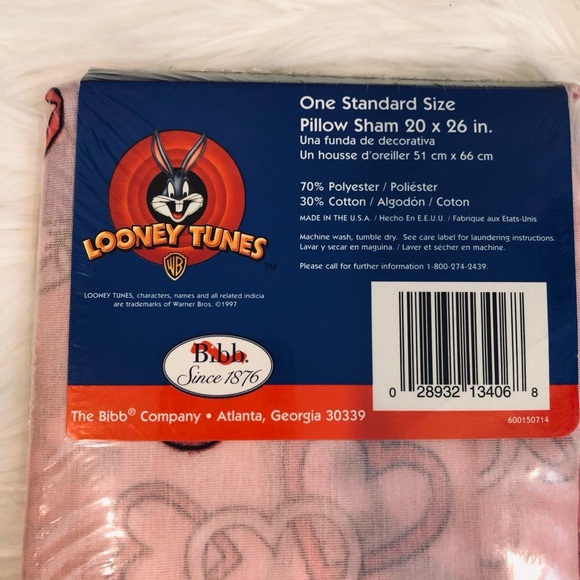 One Standard Size
Pillow Sham 20 x 26 in.
Una funda de decorativa
Un housse d'oreiller 51 cm x 66 cm
70% Polyester / Poliéster
30% Cotton / Algodón / Coton
MADE IN THE U.S.A. / Hecho En E.E.U.U. / Fabrique aux Etats-Unis
Machine wash, tumble dry. See care label for laundering instructions.
Lavar y secar en maguina. / Laver et sécher en machine.
Please call for further information 1-800-274-2439.
LOONEY TUNES
WB
TM
LOONEY TUNES, characters, names and all related indicia
are trademarks of Warner Bros. ©1997
Bibb®
Since 1876
The Bibb® Company • Atlanta, Georgia 30339
0 28932 13406 8
600150714